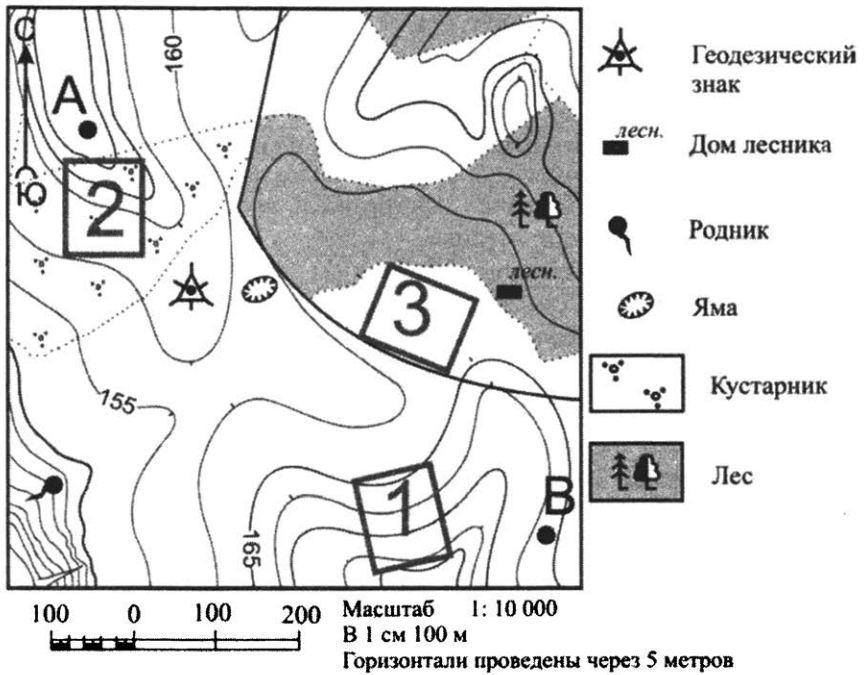 С
А
Ю
2
160
лесн.
3
155
165
1
В
Геодезический
знак
лесн.
Дом лесника
Родник
Яма
Кустарник
Лес
100 0 100 200
Масштаб 1: 10 000
В 1 см 100 м
Горизонтали проведены через 5 метров